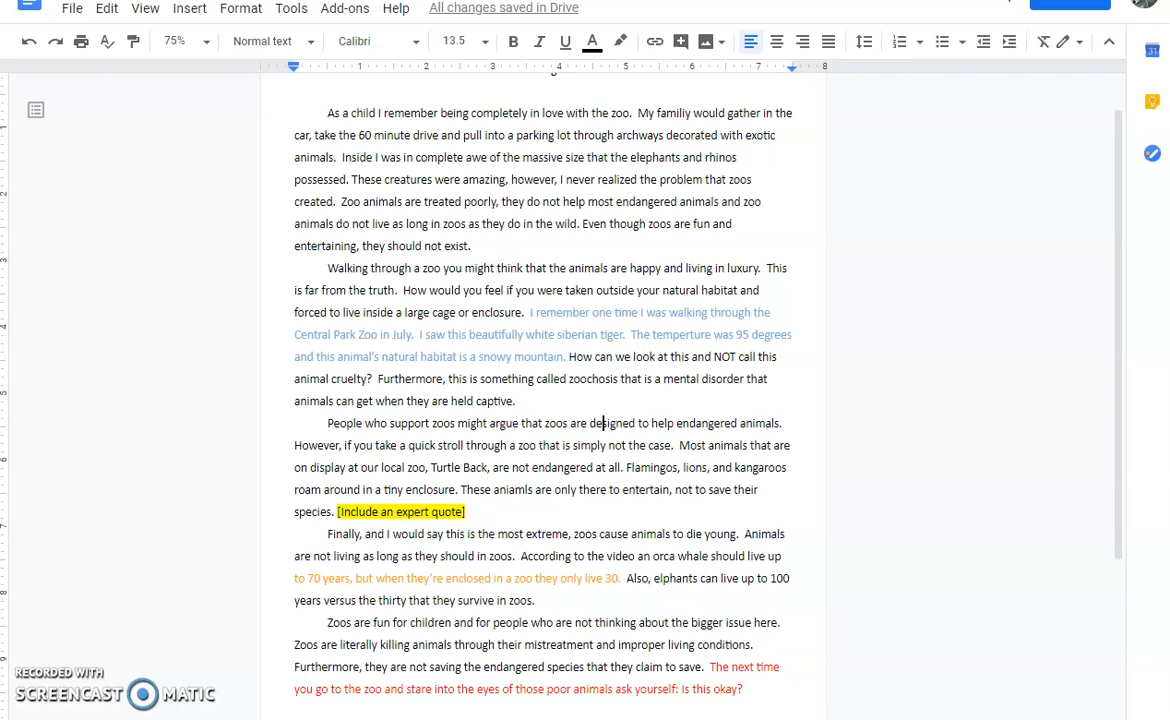 File Edit View Insert Format Tools Add-ons Help All changes saved in Drive
75% Normal text Calibri 13.5 B I U A
1 2 3 4 5 6 7 8
As a child I remember being completely in love with the zoo. My familiy would gather in the
car, take the 60 minute drive and pull into a parking lot through archways decorated with exotic
animals. Inside I was in complete awe of the massive size that the elephants and rhinos
possessed. These creatures were amazing, however, I never realized the problem that zoos
created. Zoo animals are treated poorly, they do not help most endangered animals and zoo
animals do not live as long in zoos as they do in the wild. Even though zoos are fun and
entertaining, they should not exist.
Walking through a zoo you might think that the animals are happy and living in luxury. This
is far from the truth. How would you feel if you were taken outside your natural habitat and
forced to live inside a large cage or enclosure. I remember one time I was walking through the
Central Park Zoo in July. I saw this beautifully white siberian tiger. The temperture was 95 degrees
and this animal's natural habitat is a snowy mountain. How can we look at this and NOT call this
animal cruelty? Furthermore, this is something called zoochosis that is a mental disorder that
animals can get when they are held captive.
People who support zoos might argue that zoos are designed to help endangered animals.
However, if you take a quick stroll through a zoo that is simply not the case. Most animals that are
on display at our local zoo, Turtle Back, are not endangered at all. Flamingos, lions, and kangaroos
roam around in a tiny enclosure. These aniamls are only there to entertain, not to save their
species. [Include an expert quote]
Finally, and I would say this is the most extreme, zoos cause animals to die young. Animals
are not living as long as they should in zoos. According to the video an orca whale should live up
to 70 years, but when they're enclosed in a zoo they only live 30. Also, elphants can live up to 100
years versus the thirty that they survive in zoos.
Zoos are fun for children and for people who are not thinking about the bigger issue here.
Zoos are literally killing animals through their mistreatment and improper living conditions.
Furthermore, they are not saving the endangered species that they claim to save. The next time
you go to the zoo and stare into the eyes of those poor animals ask yourself: Is this okay?
RECORDED WITH
SCREENCAST MATIC